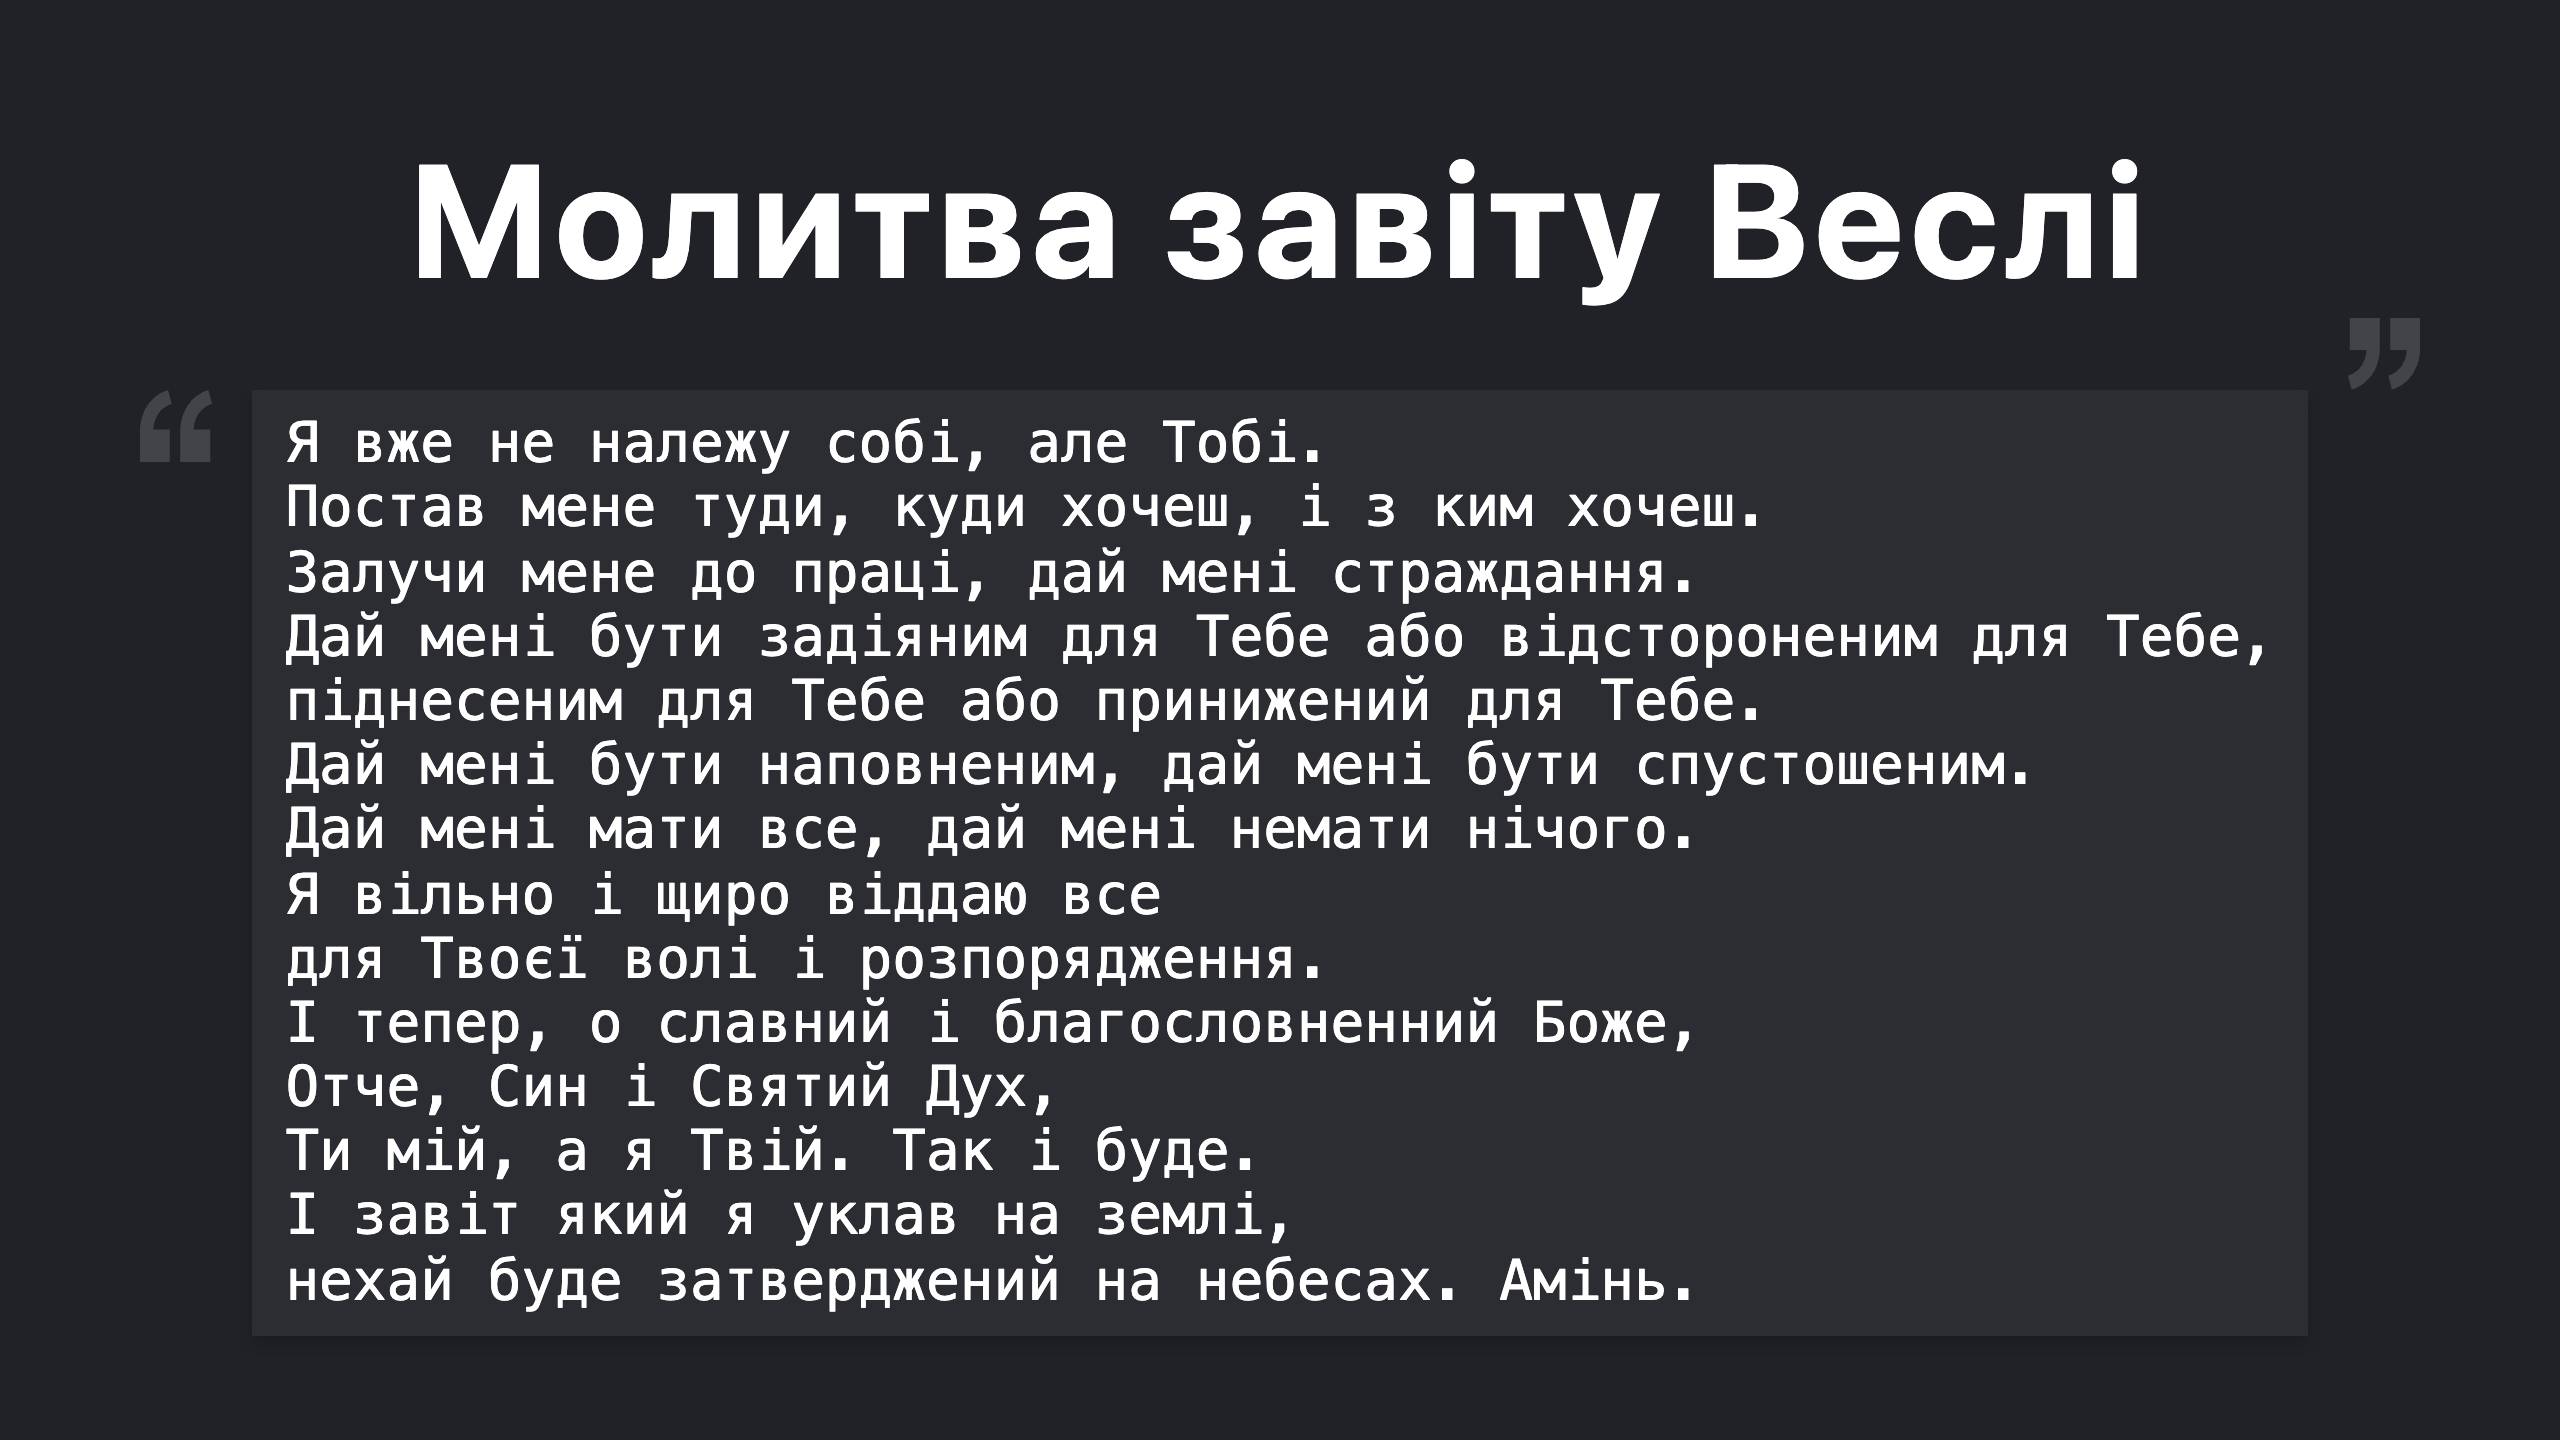 Молитва завіту Веслі
“ ”
Я вже не належу собі, але Тобі.
Постав мене туди, куди хочеш, і з ким хочеш.
Залучи мене до праці, дай мені страждання.
Дай мені бути задіяним для Тебе або відстороненим для Тебе,
піднесеним для Тебе або принижений для Тебе.
Дай мені бути наповненим, дай мені бути спустошеним.
Дай мені мати все, дай мені немати нічого.
Я вільно і щиро віддаю все
для Твоєї волі і розпорядження.
І тепер, о славний і благословненний Боже,
Отче, Син і Святий Дух,
Ти мій, а я Твій. Так і буде.
І завіт який я уклав на землі,
нехай буде затверджений на небесах. Амінь.